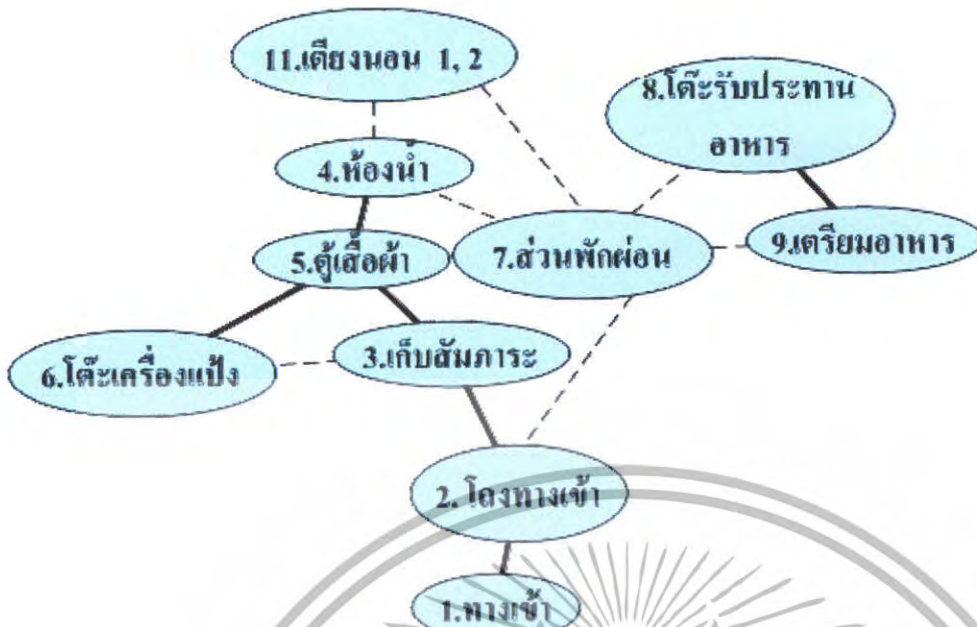 11.เตียงนอน 1, 2
8.โต๊ะรับประทาน
อาหาร
4.ห้องน้ำ
5.ตู้เสื้อผ้า
7.ส่วนพักผ่อน
9.เตรียมอาหาร
6.โต๊ะเครื่องแป้ง
3.เก็บสัมภาระ
2. โถงทางเข้า
1.ทางเข้า